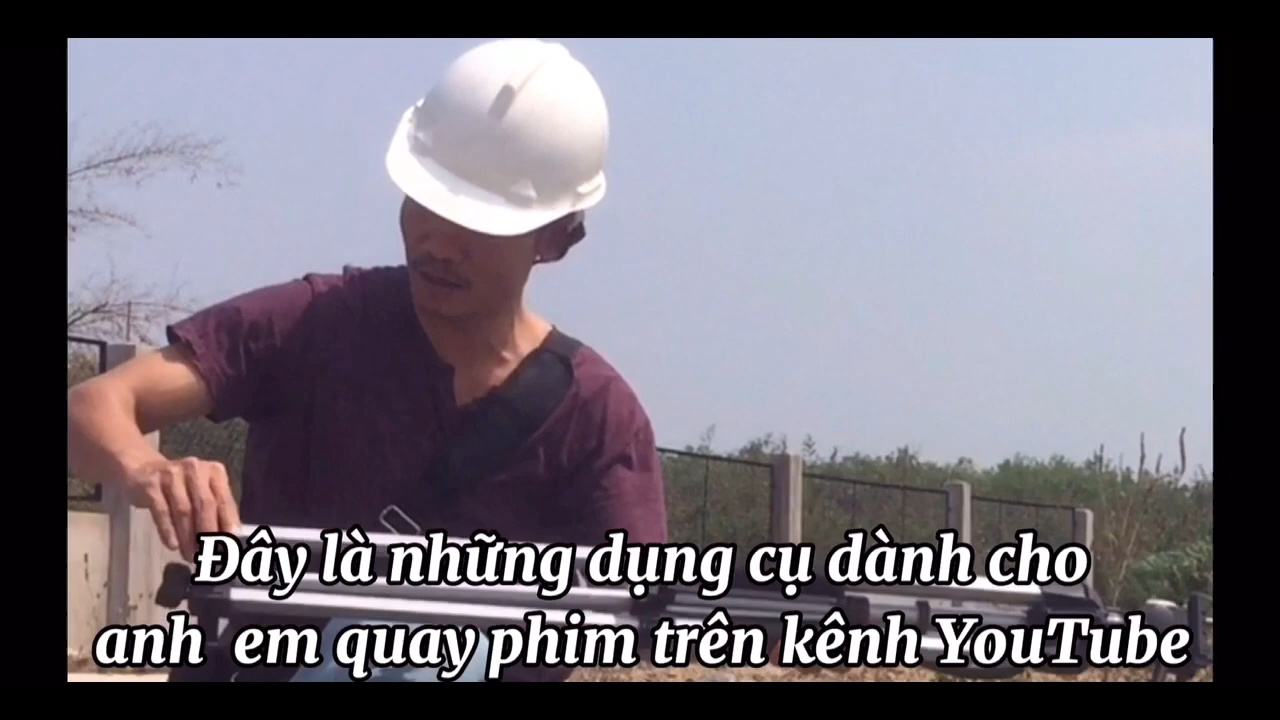 Đây là những dụng cụ dành cho
anh em quay phim trên kênh YouTube